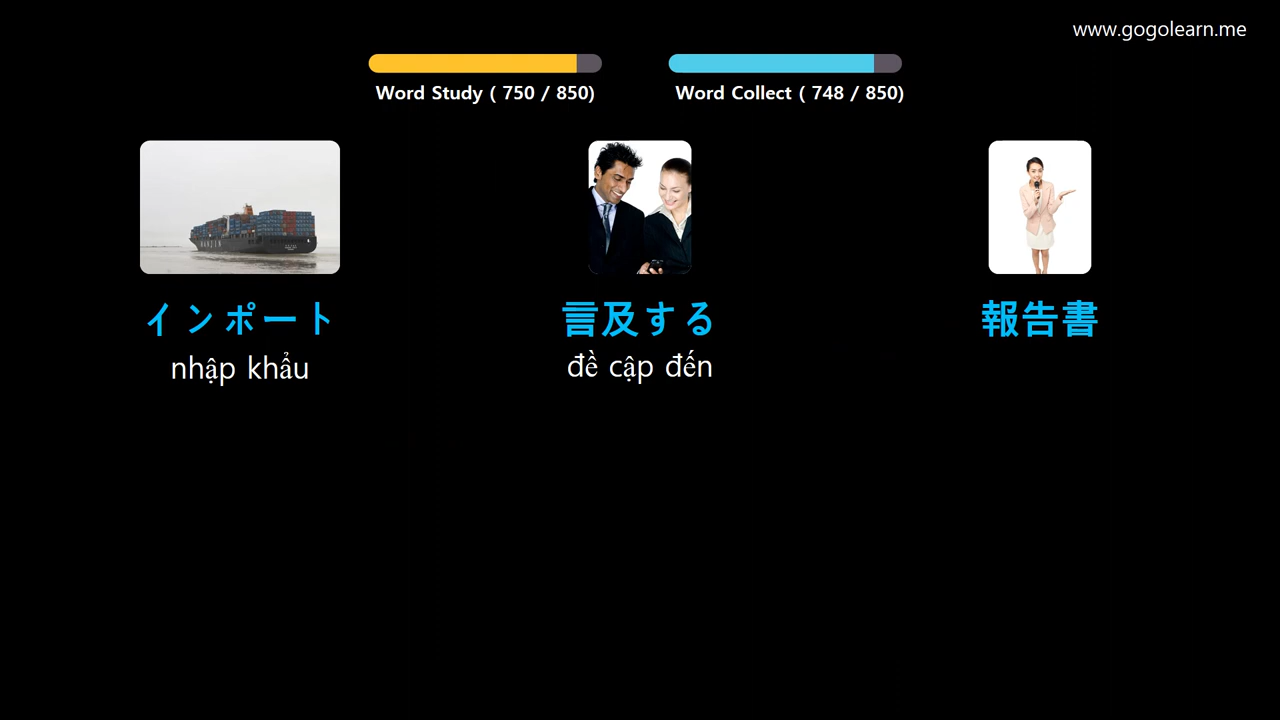 www.gogolearn.me
Word Study ( 750 / 850)
Word Collect ( 748 / 850)
インポート
nhập khẩu
言及する
đề cập đến
報告書